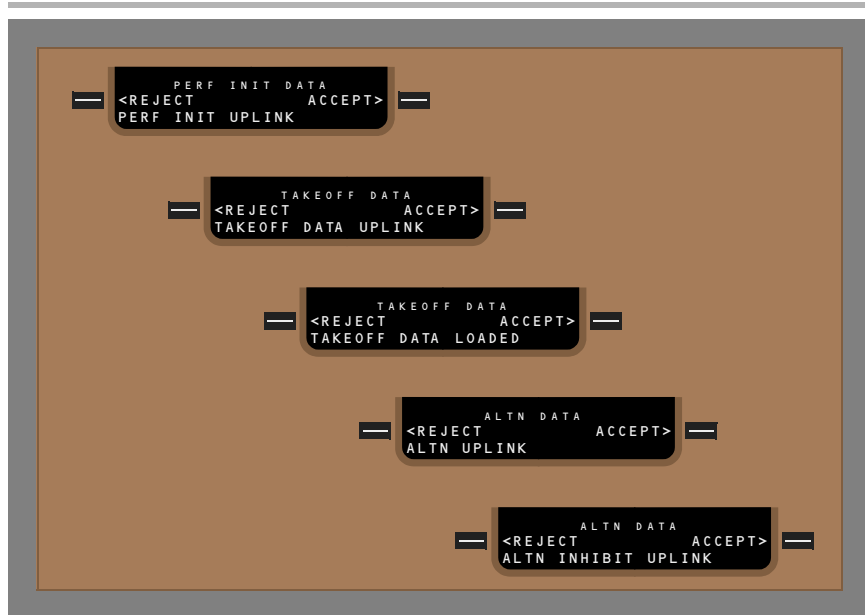 PERF INIT DATA
<REJECT ACCEPT>
PERF INIT UPLINK
TAKEOFF DATA
<REJECT ACCEPT>
TAKEOFF DATA UPLINK
TAKEOFF DATA
<REJECT ACCEPT>
TAKEOFF DATA LOADED
ALTN DATA
<REJECT ACCEPT>
ALTN UPLINK
ALTN DATA
<REJECT ACCEPT>
ALTN INHIBIT UPLINK